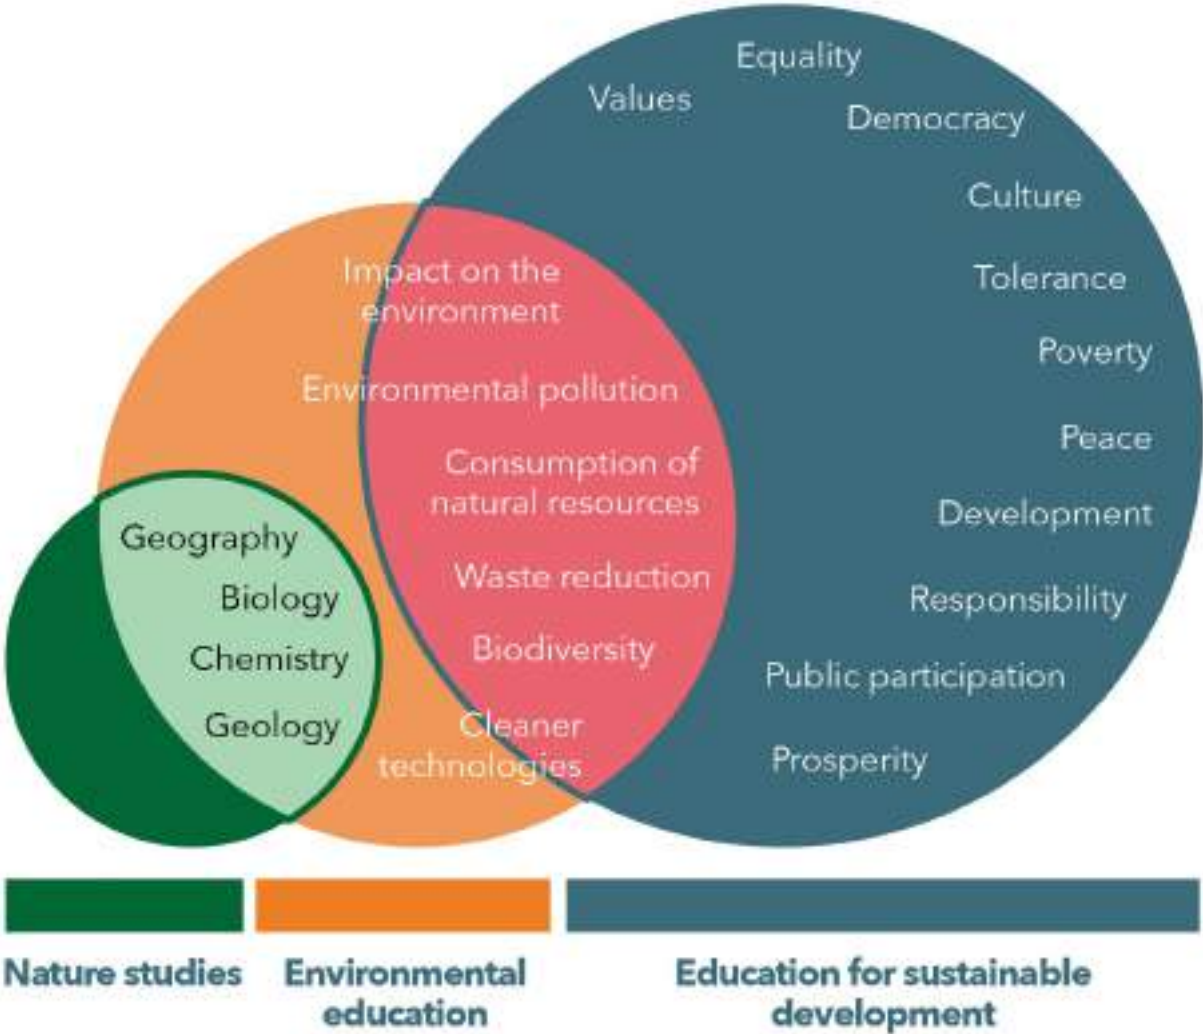 Equality
Values
Democracy
Culture
Tolerance
Poverty
Peace
Development
Responsibility
Public participation
Prosperity
Impact on the
environment
Environmental pollution
Consumption of
natural resources
Waste reduction
Biodiversity
Cleaner
technologies
Geography
Biology
Chemistry
Geology
Nature studies
Environmental
education
Education for sustainable
development